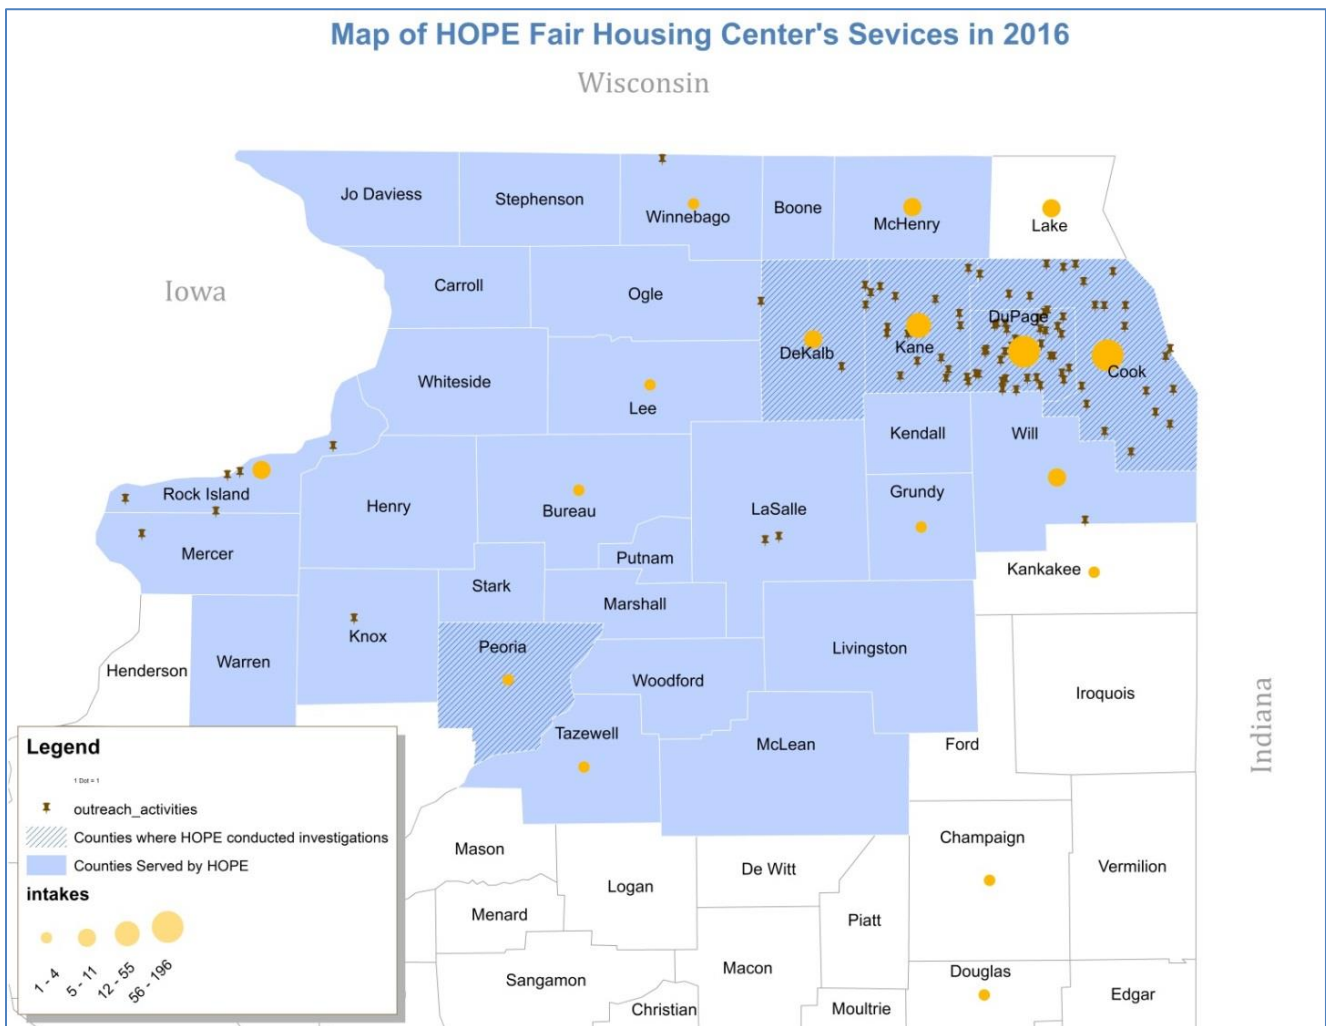 Map of HOPE Fair Housing Center's Sevices in 2016
Wisconsin
Jo Daviess
Stephenson
Winnebago
Boone
McHenry
Lake
Iowa
Carroll
Ogle
DuPage
DeKalb
Kane
Cook
Whiteside
Lee
Kendall
Will
Rock Island
Henry
Bureau
LaSalle
Grundy
Mercer
Putnam
Kankakee
Stark
Marshall
Knox
Peoria
Livingston
Henderson
Warren
Woodford
Iroquois
Indiana
Tazewell
McLean
Ford
Legend
1 Dot = 1
outreach_activities
Counties where HOPE conducted investigations
Counties Served by HOPE
intakes
1 - 4
5 - 11
12 - 55
56 - 196
Mason
Champaign
Vermilion
De Witt
Logan
Menard
Piatt
Macon
Sangamon
Douglas
Edgar
Christian
Moultrie